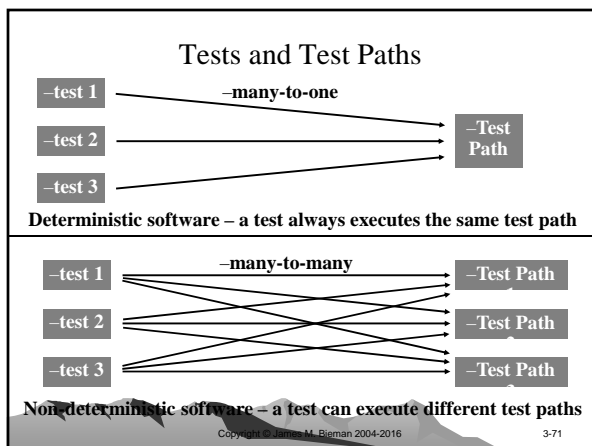 Tests and Test Paths
–test 1
–many-to-one
–test 2
–Test
Path
–test 3
Deterministic software – a test always executes the same test path
–test 1
–many-to-many
–Test Path
–test 2
–Test Path
–test 3
–Test Path
Non-deterministic software – a test can execute different test paths
Copyright © James M. Bieman 2004-2016
3-71